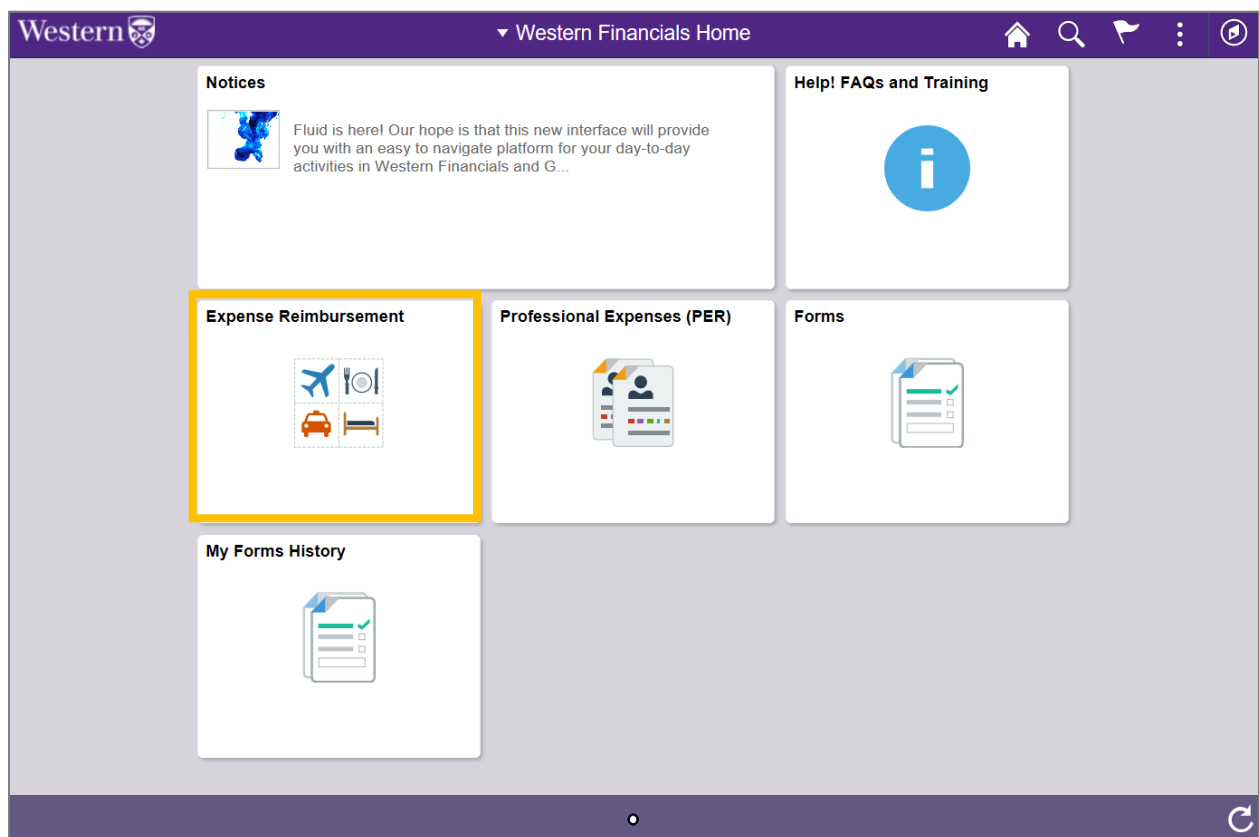 Western
Western Financials Home
Notices
Fluid is here! Our hope is that this new interface will provide
you with an easy to navigate platform for your day-to-day
activities in Western Financials and G...
Help! FAQs and Training
i
Expense Reimbursement
Professional Expenses (PER)
Forms
My Forms History